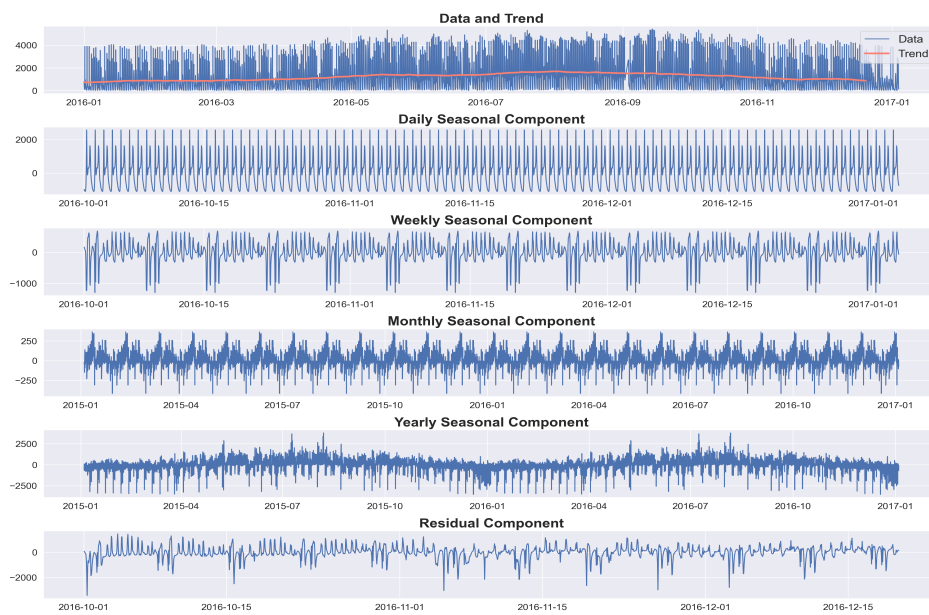 Data and Trend
4000
2000
0
Data
Trend
2016-01 2016-03 2016-05 2016-07 2016-09 2016-11 2017-01
Daily Seasonal Component
2000
0
2016-10-01 2016-10-15 2016-11-01 2016-11-15 2016-12-01 2016-12-15 2017-01-01
Weekly Seasonal Component
0
−1000
2016-10-01 2016-10-15 2016-11-01 2016-11-15 2016-12-01 2016-12-15 2017-01-01
Monthly Seasonal Component
250
0
−250
2015-01 2015-04 2015-07 2015-10 2016-01 2016-04 2016-07 2016-10 2017-01
Yearly Seasonal Component
2500
0
−2500
2015-01 2015-04 2015-07 2015-10 2016-01 2016-04 2016-07 2016-10 2017-01
Residual Component
0
−2000
2016-10-01 2016-10-15 2016-11-01 2016-11-15 2016-12-01 2016-12-15